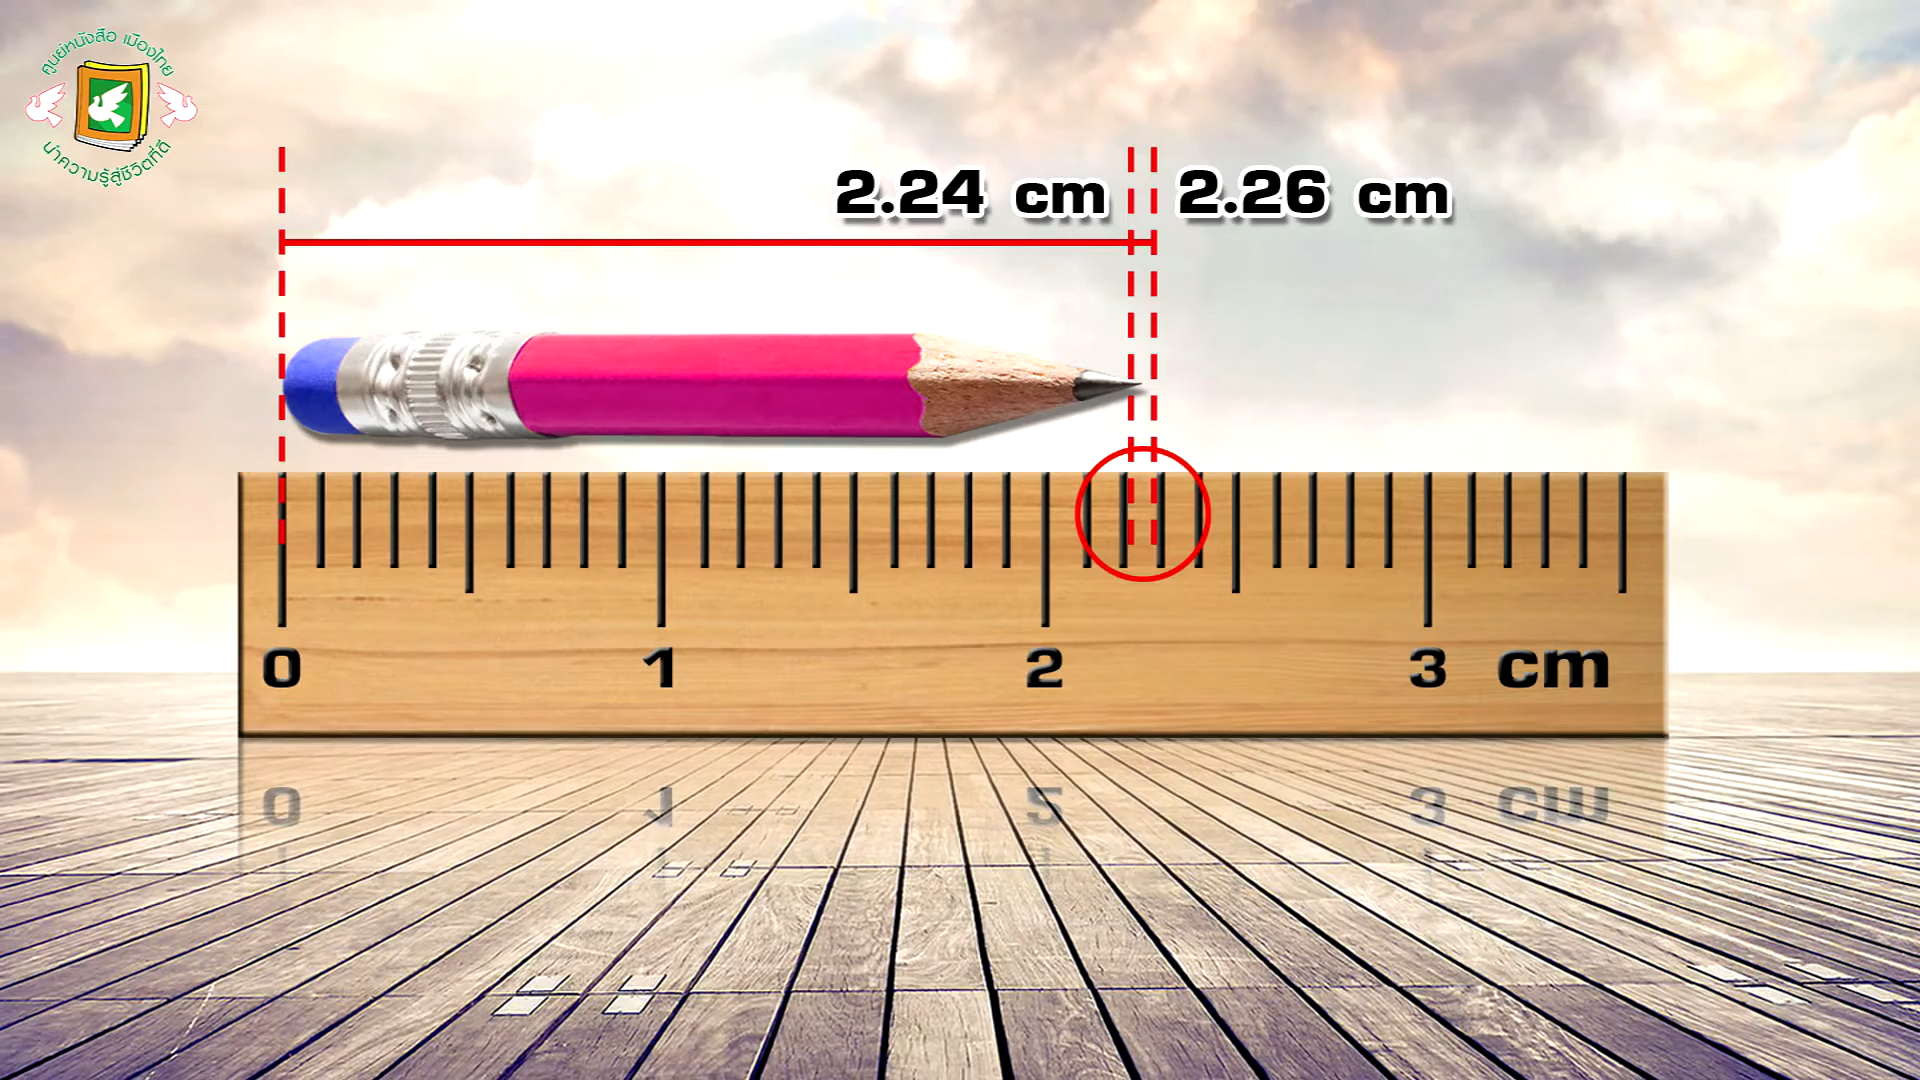 ศูนย์หนังสือ เมืองไทย
นำความรู้สู่ชีวิตที่ดี
2.24 cm 2.26 cm
0 1 2 3 cm